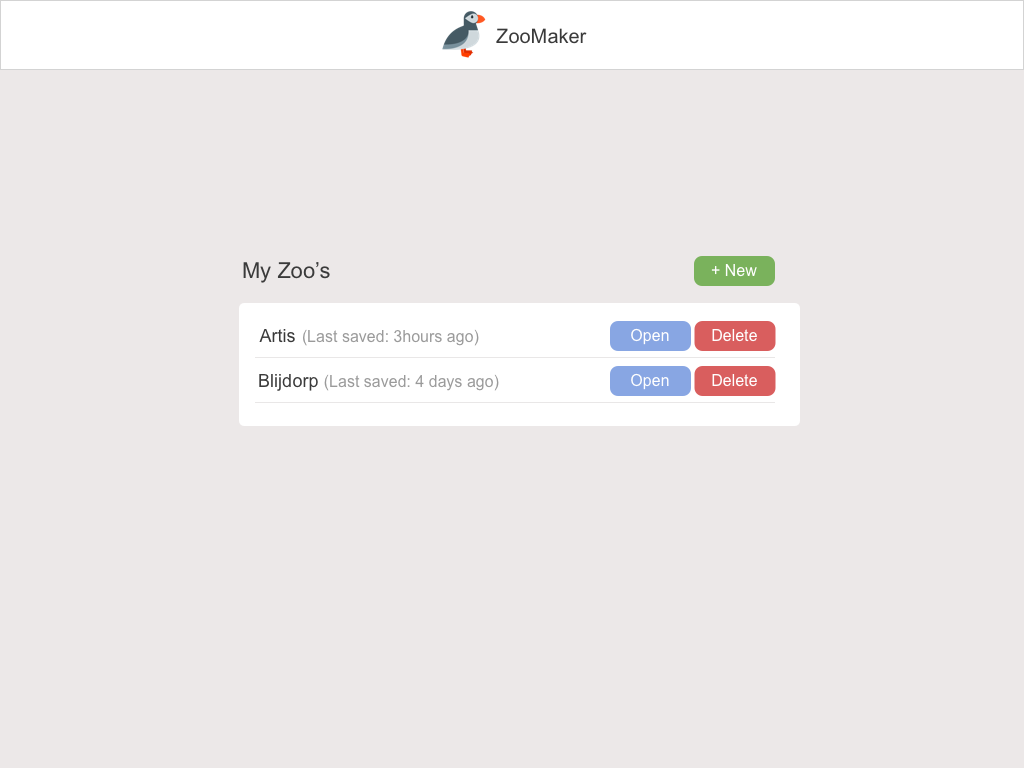 ZooMaker
My Zoo’s + New
Artis (Last saved: 3hours ago) Open Delete
Blijdorp (Last saved: 4 days ago) Open Delete